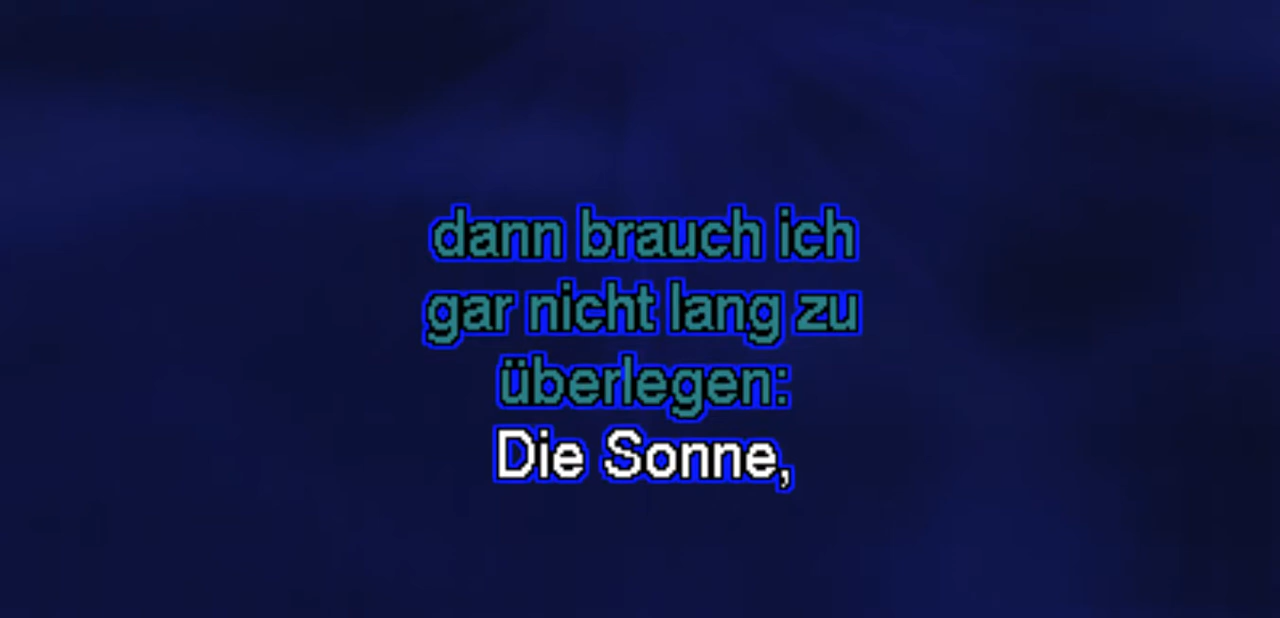 dann brauch ich
gar nicht lang zu
überlegen:
Die Sonne,